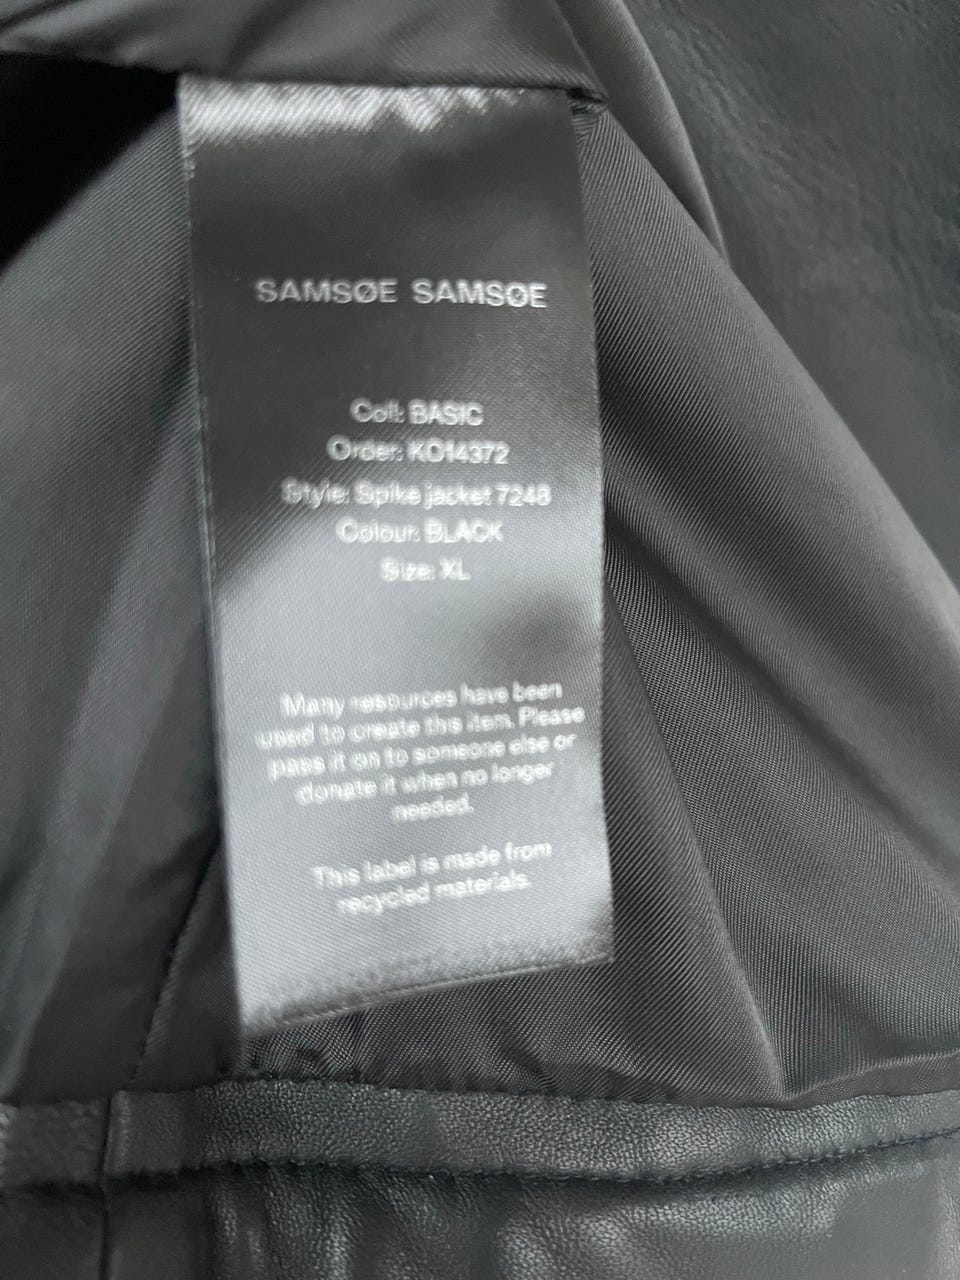 SAMSØE SAMSØE
Coll: BASIC
Order: KO14372
Style: Spike jacket 7248
Colour: BLACK
Size: XL
Many resources have been
used to create this item. Please
pass it on to someone else or
donate it when no longer
needed.
This label is made from
recycled materials.